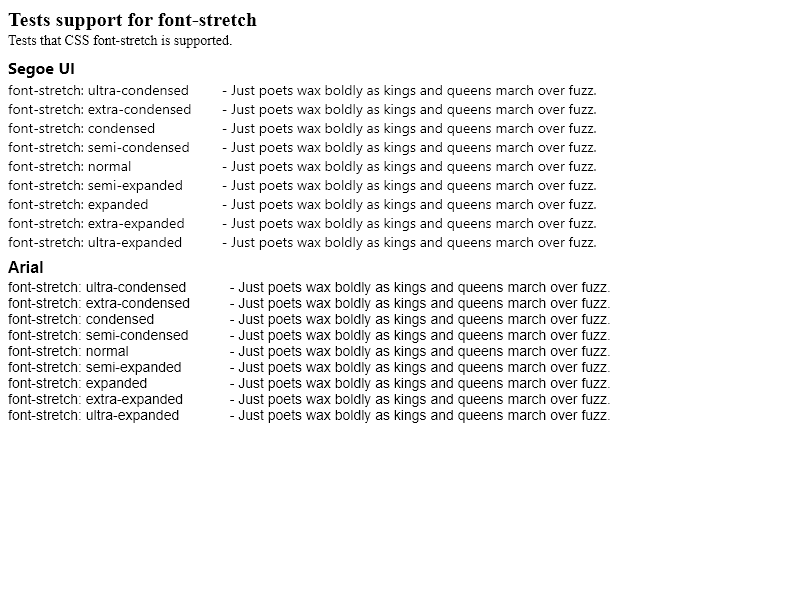 Tests support for font-stretch
Tests that CSS font-stretch is supported.
Segoe UI
font-stretch: ultra-condensed - Just poets wax boldly as kings and queens march over fuzz.
font-stretch: extra-condensed - Just poets wax boldly as kings and queens march over fuzz.
font-stretch: condensed - Just poets wax boldly as kings and queens march over fuzz.
font-stretch: semi-condensed - Just poets wax boldly as kings and queens march over fuzz.
font-stretch: normal - Just poets wax boldly as kings and queens march over fuzz.
font-stretch: semi-expanded - Just poets wax boldly as kings and queens march over fuzz.
font-stretch: expanded - Just poets wax boldly as kings and queens march over fuzz.
font-stretch: extra-expanded - Just poets wax boldly as kings and queens march over fuzz.
font-stretch: ultra-expanded - Just poets wax boldly as kings and queens march over fuzz.
Arial
font-stretch: ultra-condensed - Just poets wax boldly as kings and queens march over fuzz.
font-stretch: extra-condensed - Just poets wax boldly as kings and queens march over fuzz.
font-stretch: condensed - Just poets wax boldly as kings and queens march over fuzz.
font-stretch: semi-condensed - Just poets wax boldly as kings and queens march over fuzz.
font-stretch: normal - Just poets wax boldly as kings and queens march over fuzz.
font-stretch: semi-expanded - Just poets wax boldly as kings and queens march over fuzz.
font-stretch: expanded - Just poets wax boldly as kings and queens march over fuzz.
font-stretch: extra-expanded - Just poets wax boldly as kings and queens march over fuzz.
font-stretch: ultra-expanded - Just poets wax boldly as kings and queens march over fuzz.